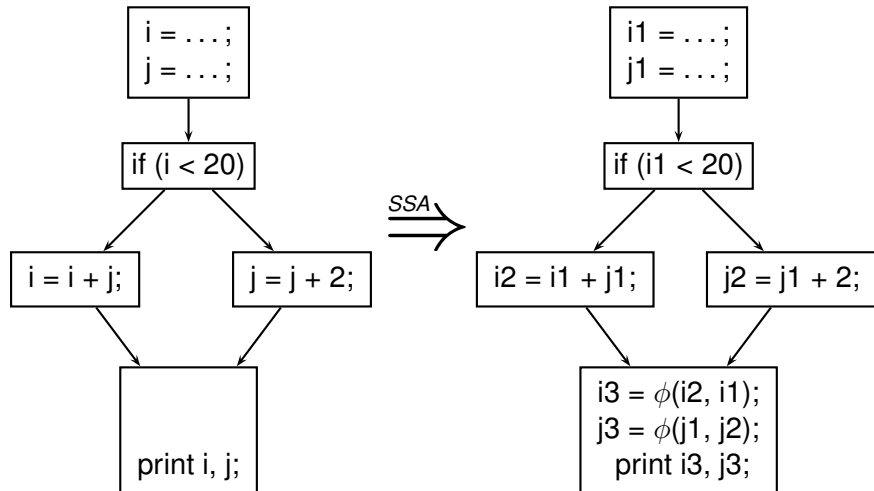 i = . . . ;
j = . . . ;
if (i < 20)
i = i + j;
j = j + 2;
print i, j;
SSA
i1 = . . . ;
j1 = . . . ;
if (i1 < 20)
i2 = i1 + j1;
j2 = j1 + 2;
i3 = ϕ(i2, i1);
j3 = ϕ(j1, j2);
print i3, j3;